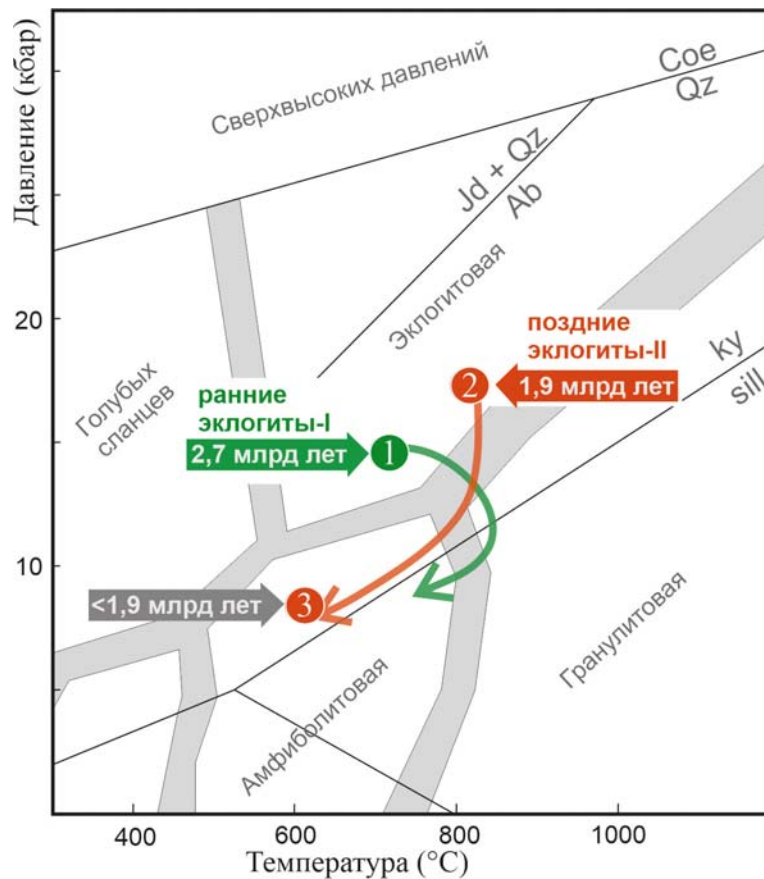 Давление (кбар)
Сверхвысоких давлений
Coe
Qz
Jd + Qz
Ab
20
Эклогитовая
поздние
эклогиты-II
ky
sill
2
1,9 млрд лет
Голубых
сланцев
ранние
эклогиты-I
2,7 млрд лет
1
10
<1,9 млрд лет
3
Гранулитовая
Амфиболитовая
400
600
800
1000
Температура (°C)